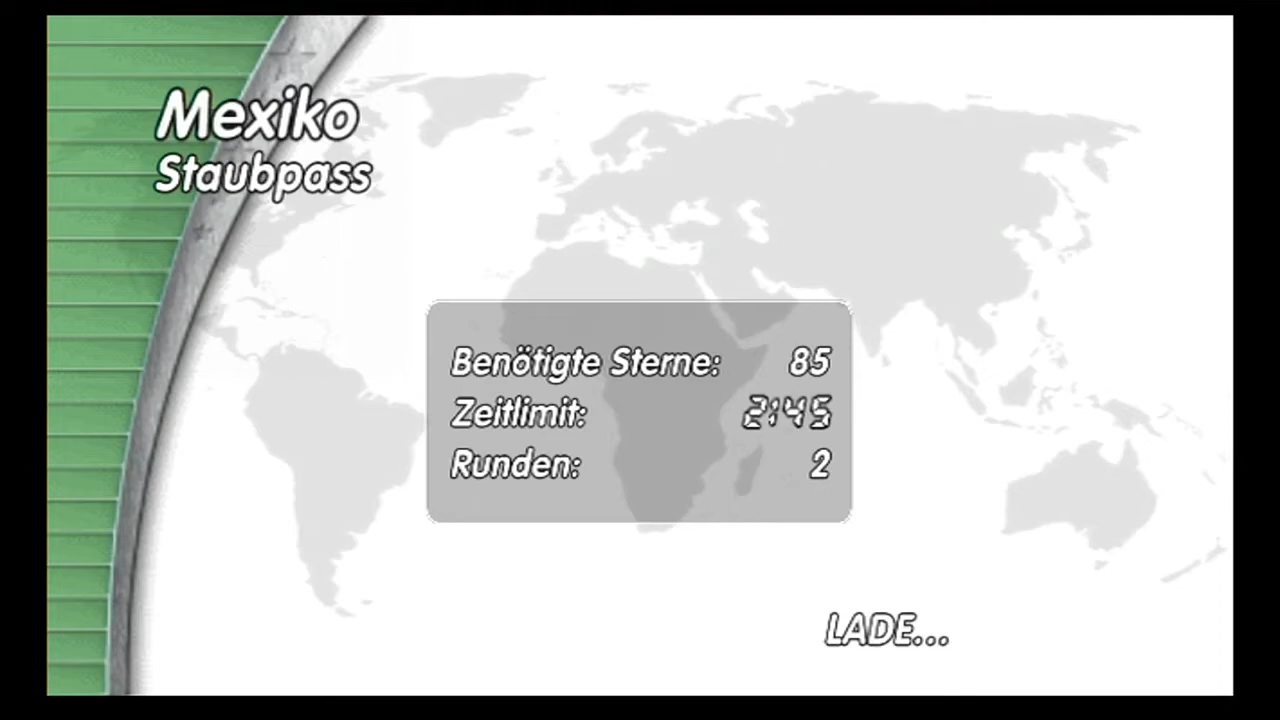 Mexiko
Staubpass
Benötigte Sterne: 85
Zeitlimit: 2:45
Runden: 2
LADE...